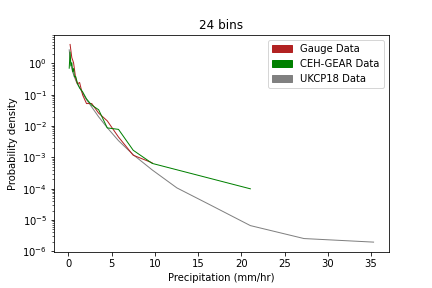 24 bins
Gauge Data
CEH-GEAR Data
UKCP18 Data
Probability density
10⁰
10⁻¹
10⁻²
10⁻³
10⁻⁴
10⁻⁵
10⁻⁶
0 5 10 15 20 25 30 35
Precipitation (mm/hr)